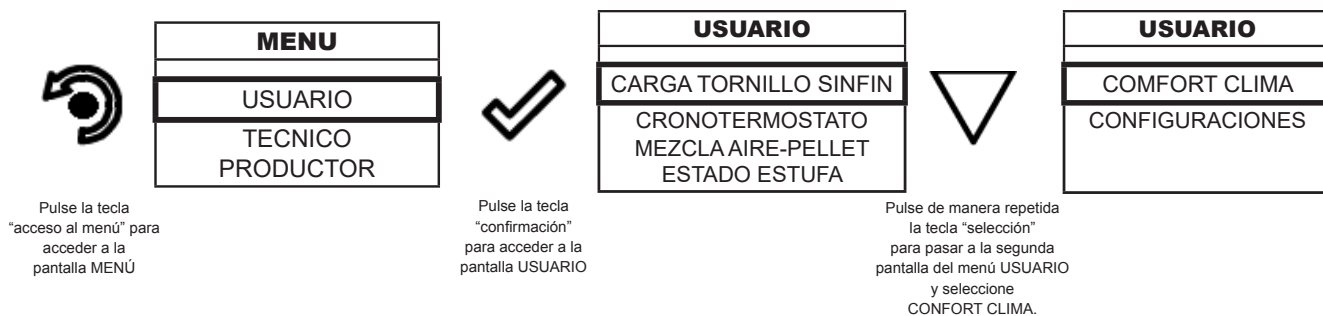 MENU
USUARIO
TECNICO
PRODUCTOR
Pulse la tecla
“acceso al menú” para
acceder a la
pantalla MENÚ
Pulse la tecla
“confirmación”
para acceder a la
pantalla USUARIO
USUARIO
CARGA TORNILLO SINFIN
CRONOTERMOSTATO
MEZCLA AIRE-PELLET
ESTADO ESTUFA
Pulse de manera repetida
la tecla “selección”
para pasar a la segunda
pantalla del menú USUARIO
y seleccione
CONFORT CLIMA.
USUARIO
COMFORT CLIMA
CONFIGURACIONES